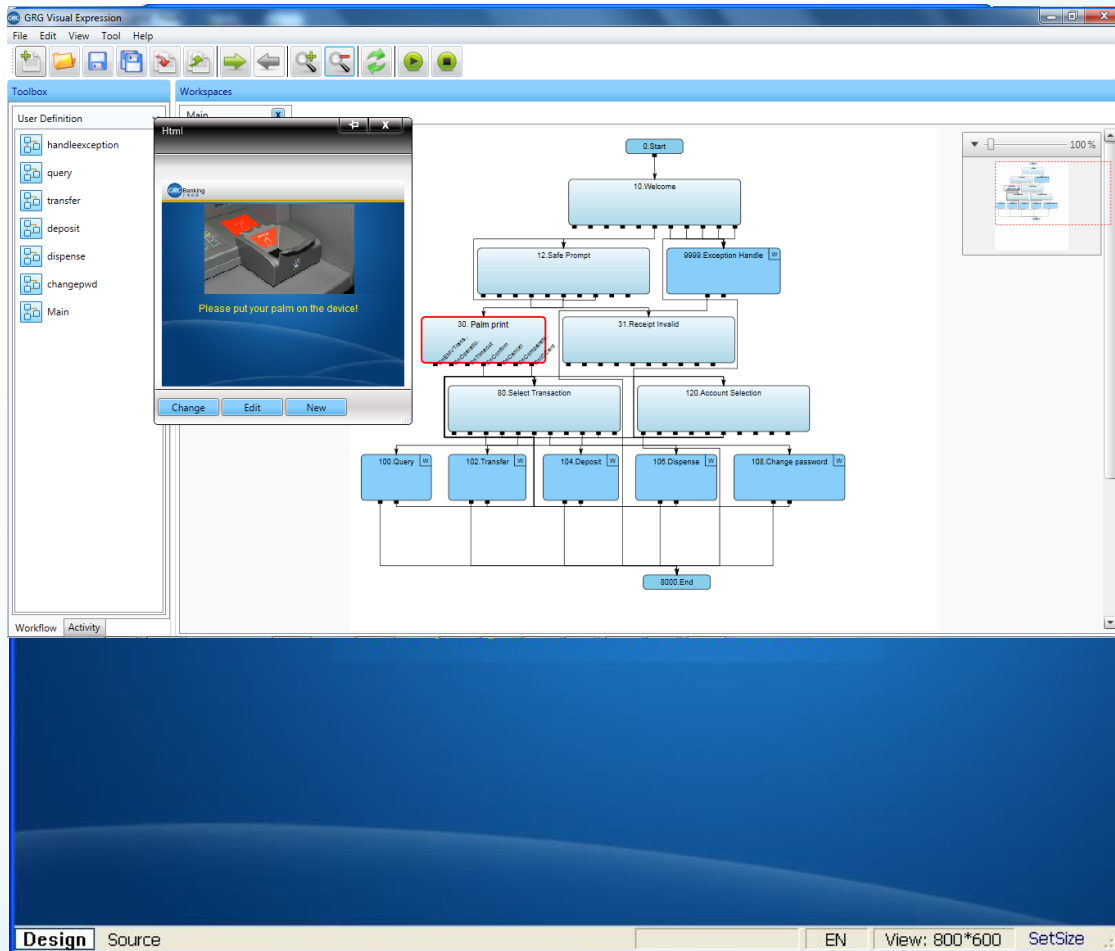 GRG Visual Expression
File Edit View Tool Help
Toolbox
Workspaces
User Definition
Main
handleexception
query
transfer
deposit
dispense
changepwd
Main
Workflow Activity
Html
GRG Banking
Please put your palm on the device!
Change Edit New
100 %
0.Start
10.Welcome
12.Safe Prompt
9999.Exception Handle W
30. Palm print
31.Receipt Invalid
80.Select Transaction
120.Account Selection
100.Query W
102.Transfer W
104.Deposit W
106.Dispense W
108.Change password W
8000.End
Design Source
EN View: 800*600 SetSize